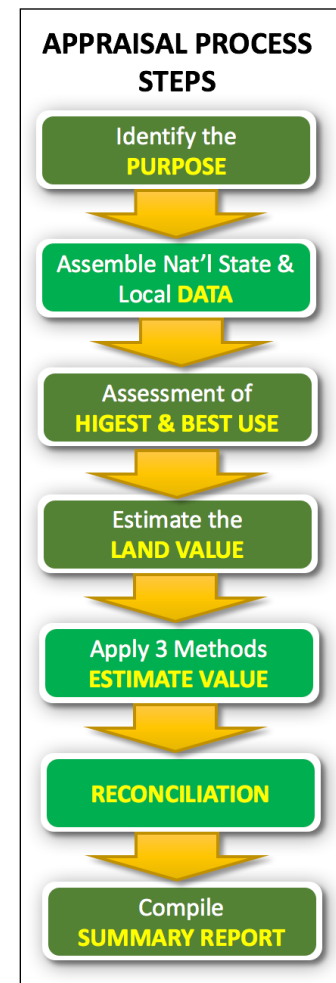 APPRAISAL PROCESS
STEPS
Identify the
PURPOSE
Assemble Nat'l State &
Local DATA
Assessment of
HIGEST & BEST USE
Estimate the
LAND VALUE
Apply 3 Methods
ESTIMATE VALUE
RECONCILIATION
Compile
SUMMARY REPORT